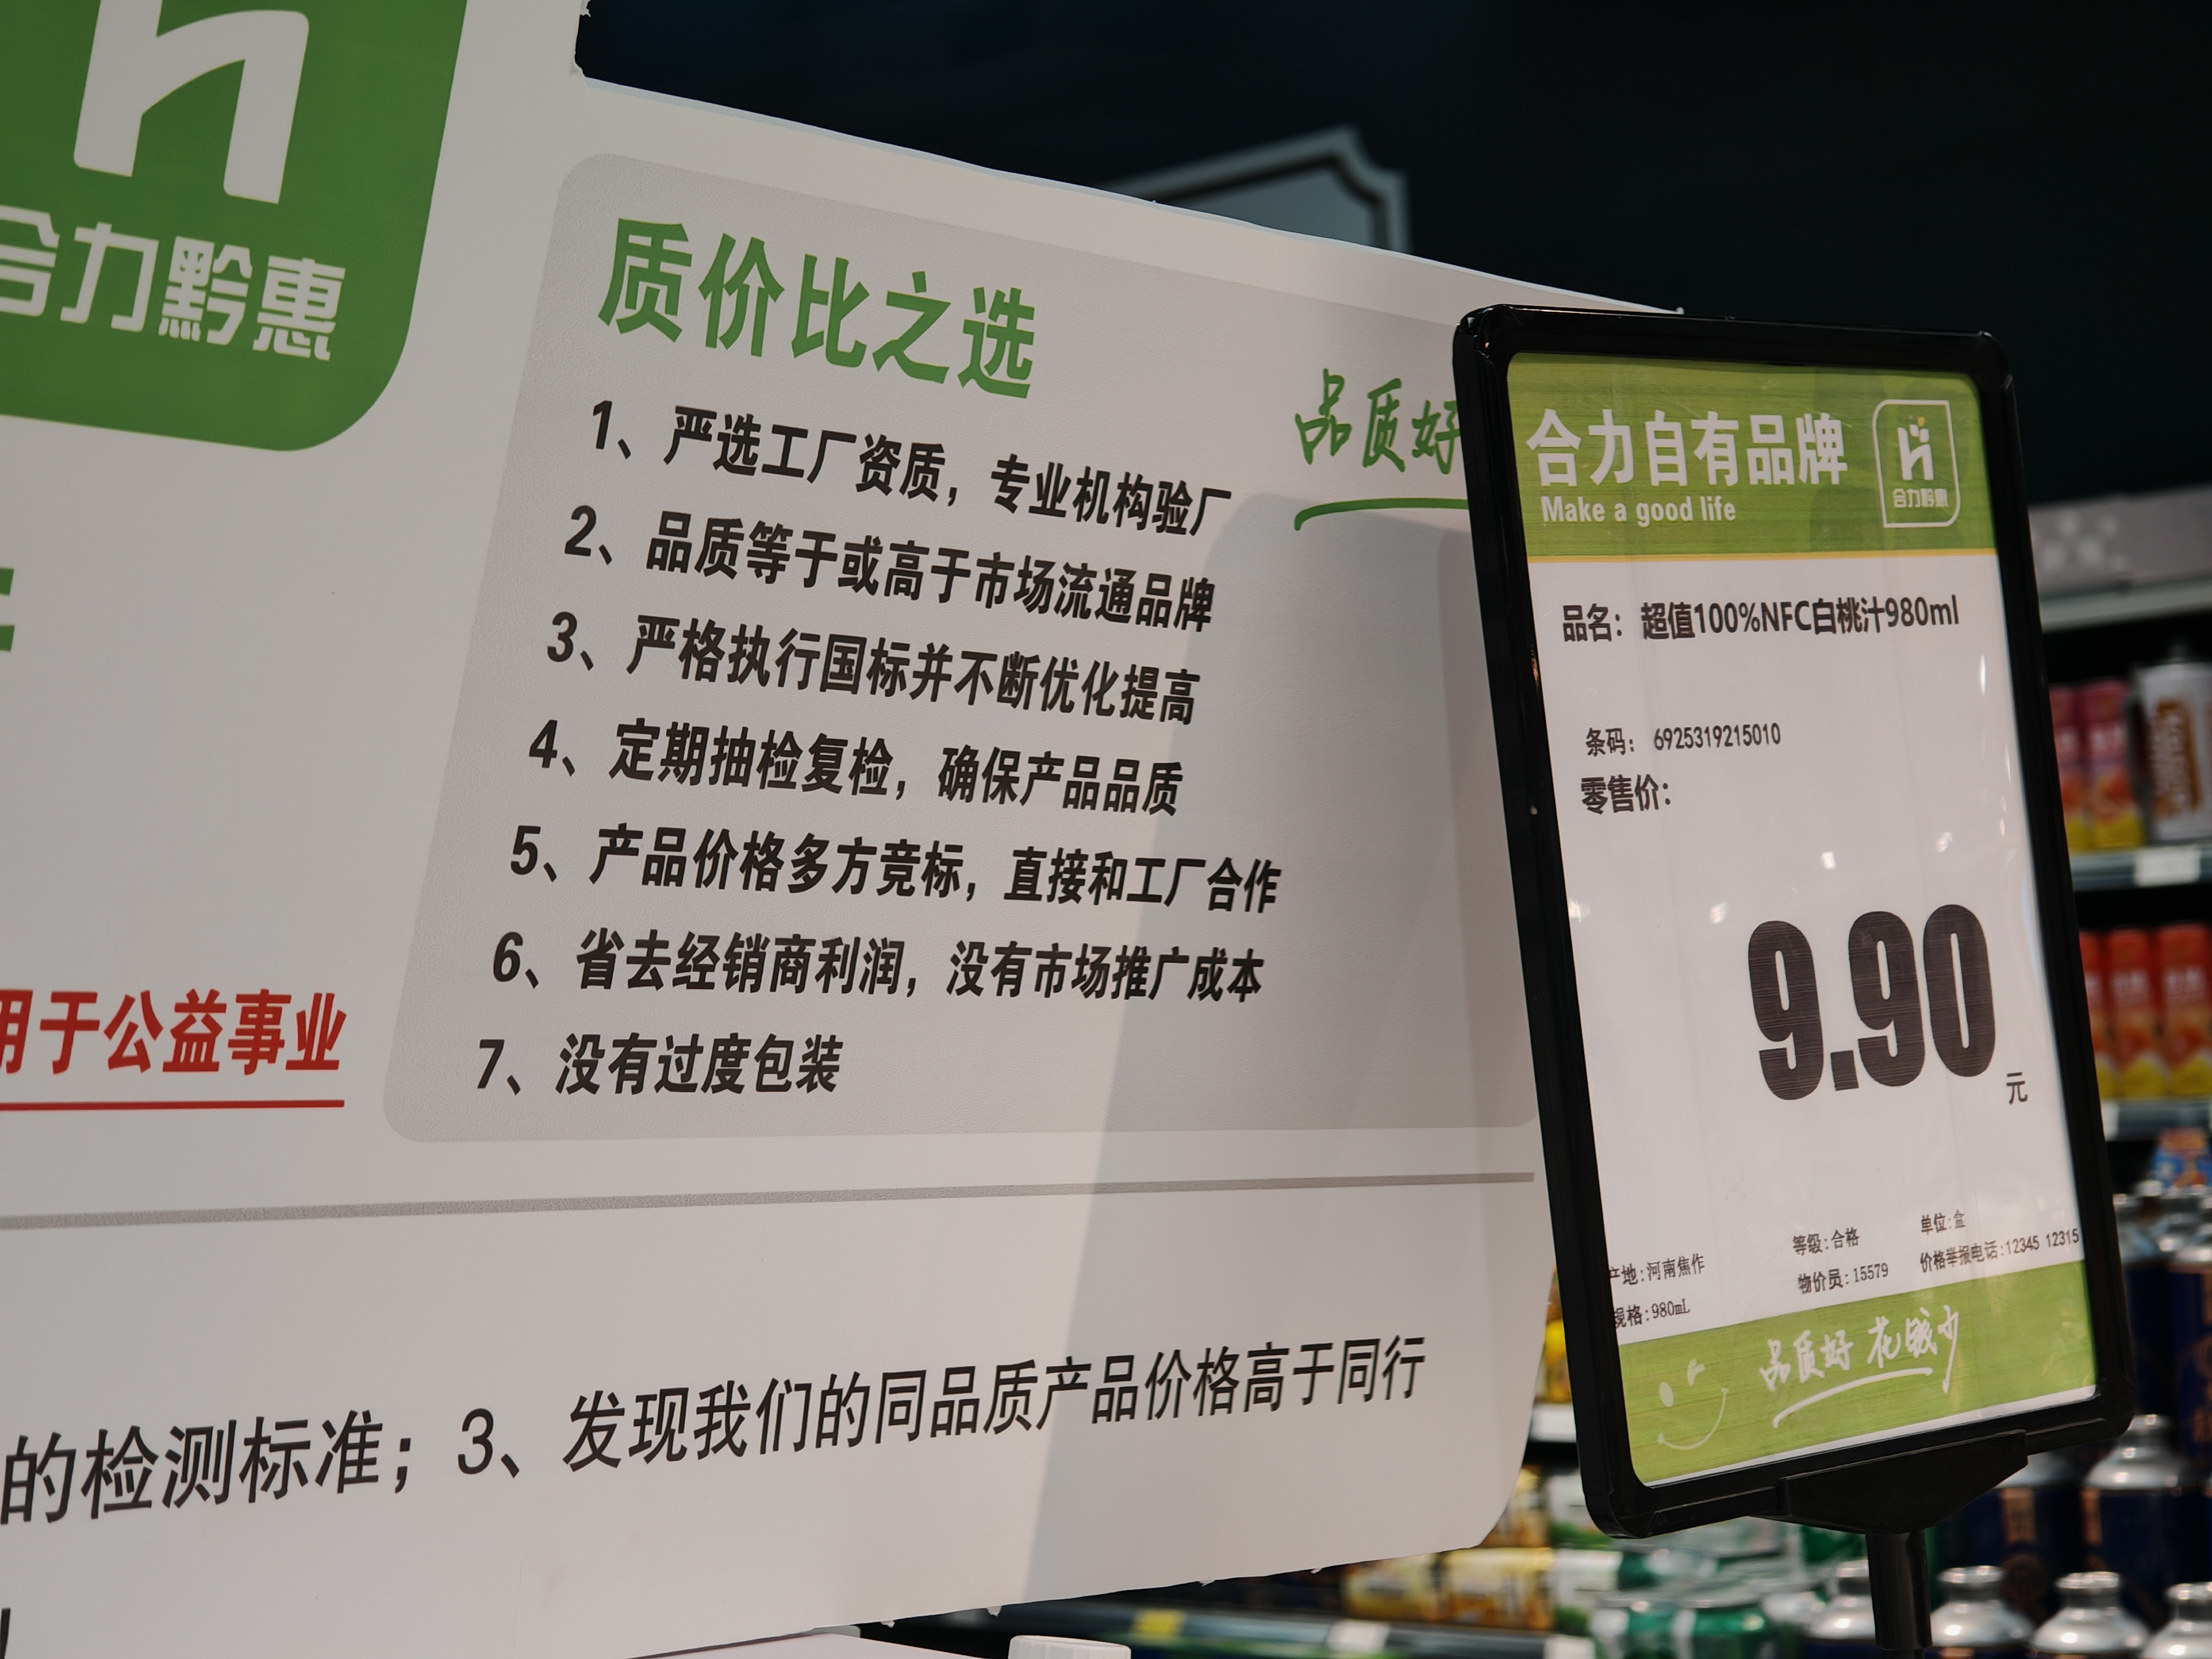 合力黔惠
质价比之选
1、严选工厂资质，专业机构验厂
2、品质等于或高于市场流通品牌
3、严格执行国标并不断优化提高
4、定期抽检复检，确保产品品质
5、产品价格多方竞标，直接和工厂合作
6、省去经销商利润，没有市场推广成本
7、没有过度包装
品质好
用于公益事业
的检测标准；3、发现我们的同品质产品价格高于同行
合力自有品牌
Make a good life
合力黔惠
品名：超值100%NFC白桃汁980ml
条码：6925319215010
零售价：
9.90
元
产地:河南焦作 等级:合格 单位:盒
规格:980mL 物价员:15579 价格举报电话:12345 12315
品质好 花钱少